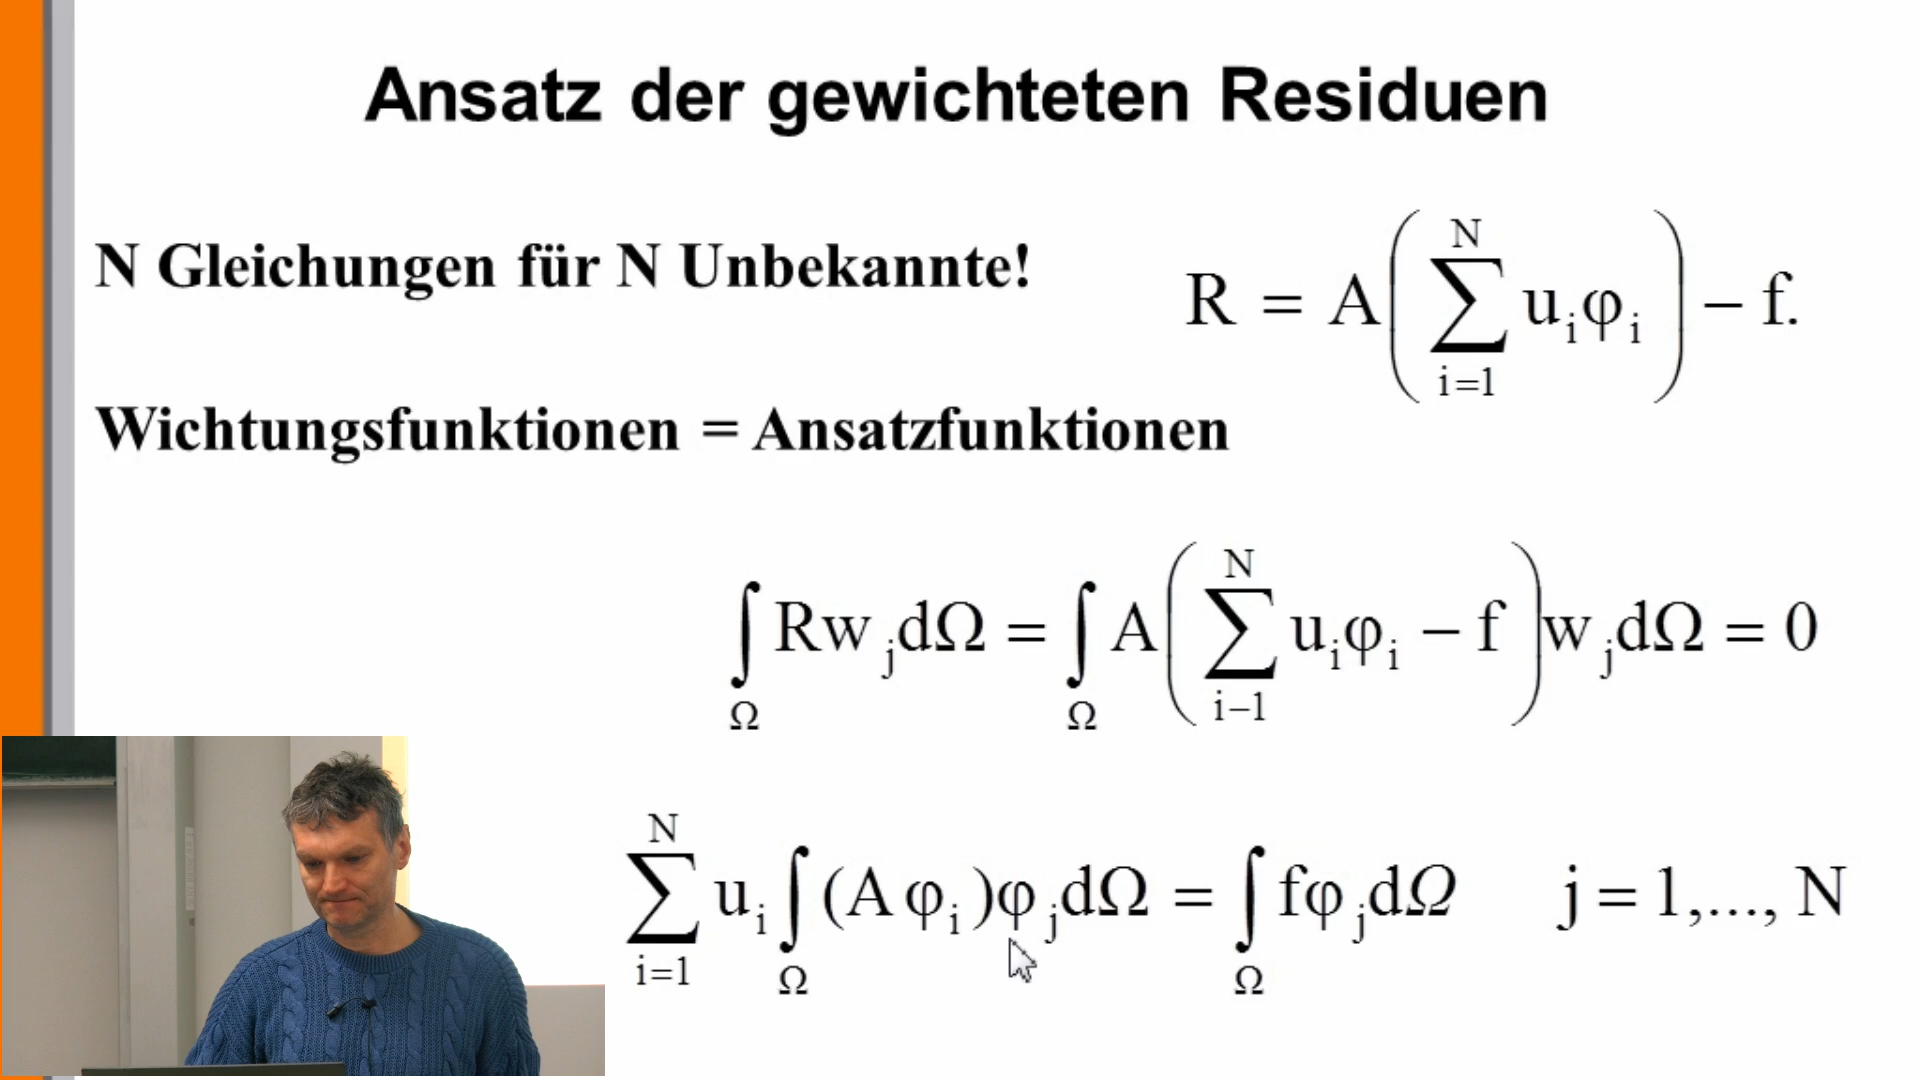 Ansatz der gewichteten Residuen
N Gleichungen für N Unbekannte!
R = A( ∑_{i=1}^{N} u_i φ_i ) − f.
Wichtungsfunktionen = Ansatzfunktionen
∫_Ω R w_j dΩ = ∫_Ω A( ∑_{i−1}^{N} u_i φ_i − f ) w_j dΩ = 0
∑_{i=1}^{N} u_i ∫_Ω (A φ_i) φ_j dΩ = ∫_Ω f φ_j dΩ j = 1,..., N